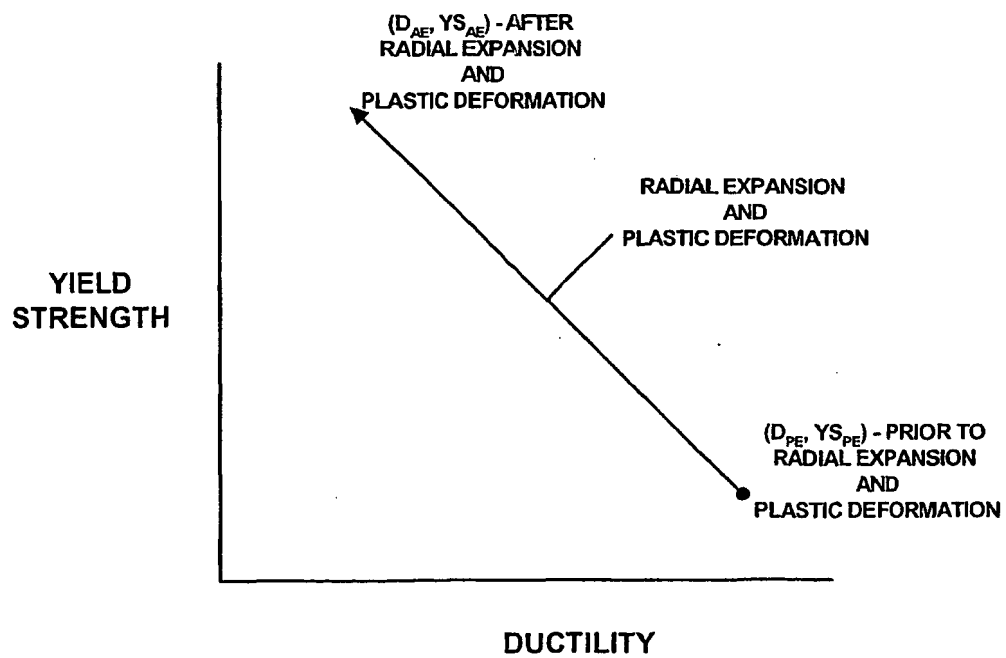 (D_AE, YS_AE) - AFTER
RADIAL EXPANSION
AND
PLASTIC DEFORMATION
RADIAL EXPANSION
AND
PLASTIC DEFORMATION
YIELD
STRENGTH
(D_PE, YS_PE) - PRIOR TO
RADIAL EXPANSION
AND
PLASTIC DEFORMATION
DUCTILITY